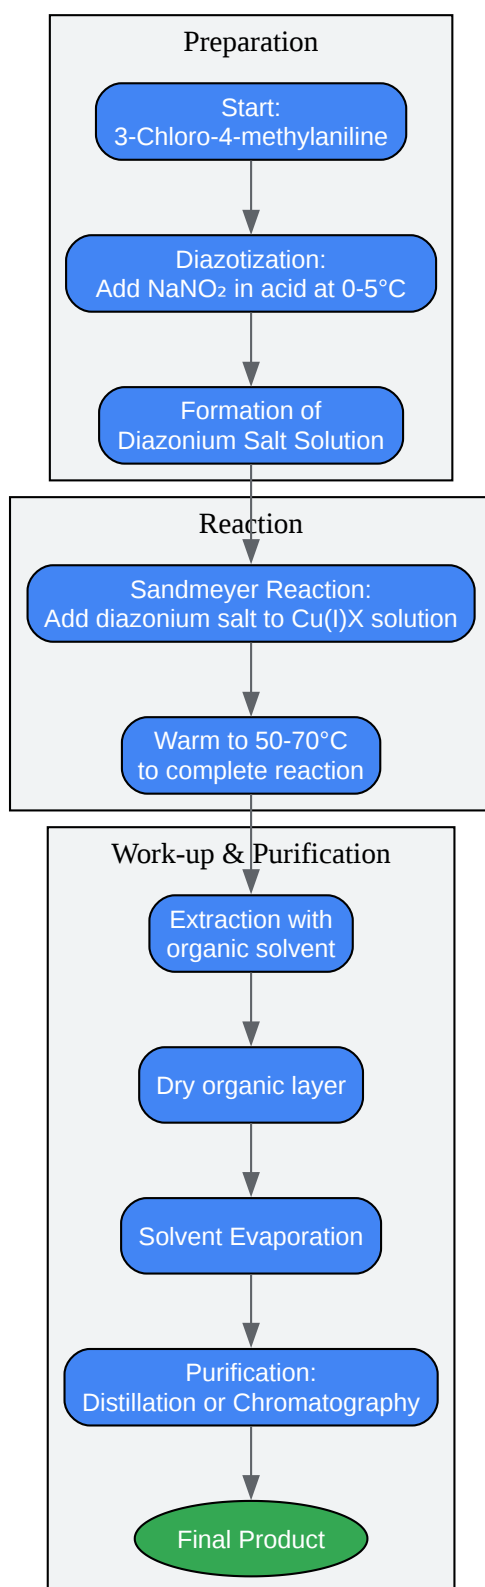 Preparation
Start:
3-Chloro-4-methylaniline
Diazotization:
Add NaNO₂ in acid at 0-5°C
Formation of
Diazonium Salt Solution
Reaction
Sandmeyer Reaction:
Add diazonium salt to Cu(I)X solution
Warm to 50-70°C
to complete reaction
Work-up & Purification
Extraction with
organic solvent
Dry organic layer
Solvent Evaporation
Purification:
Distillation or Chromatography
Final Product